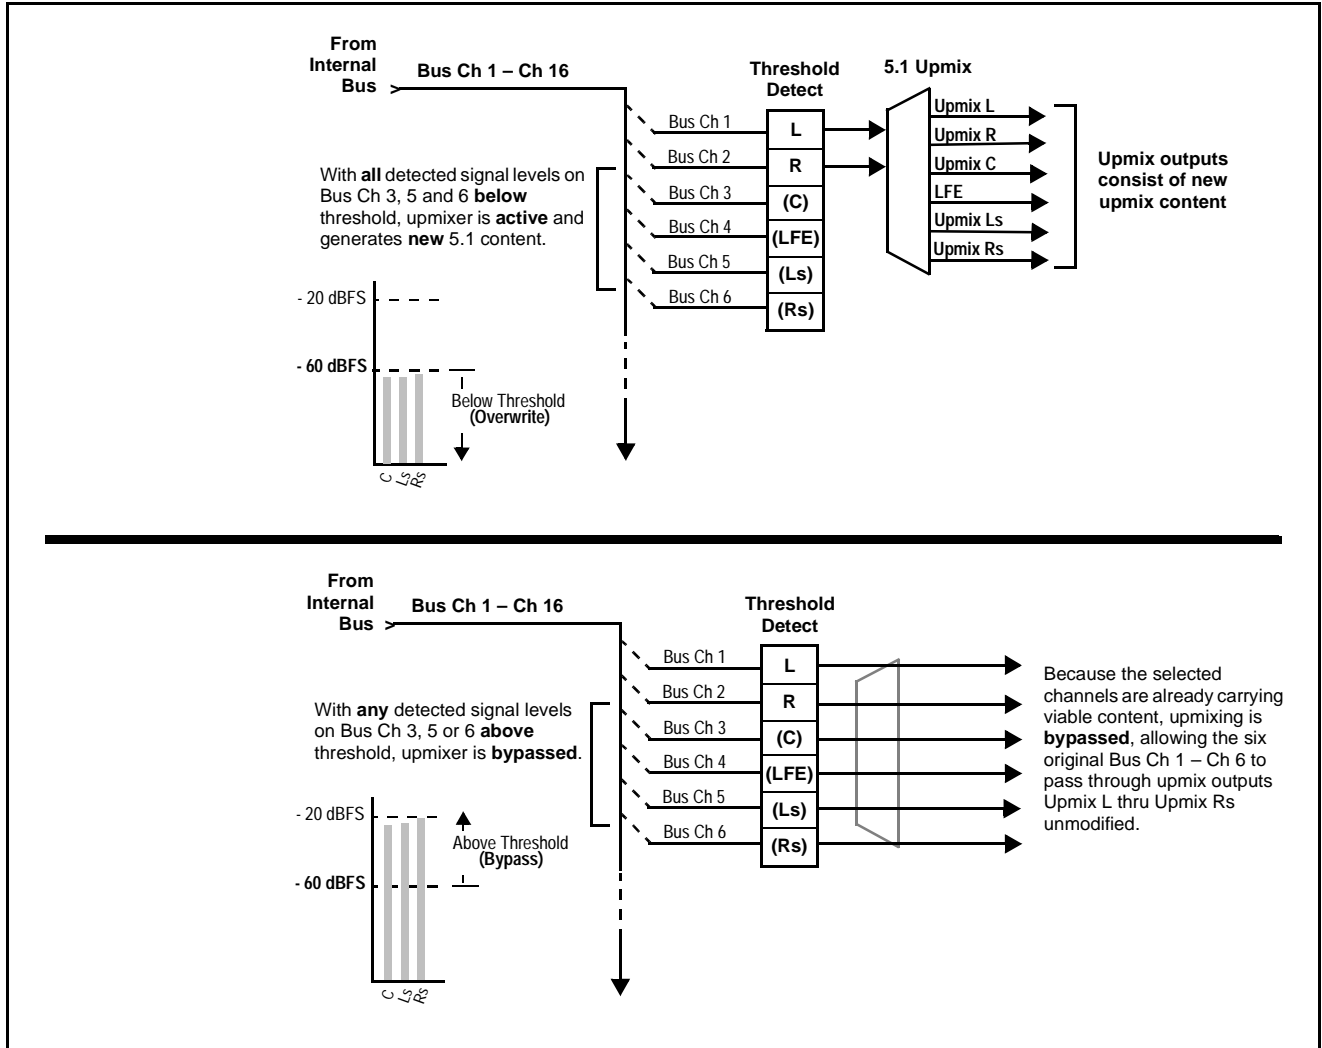 From
Internal
Bus >
Bus Ch 1 – Ch 16
Threshold
Detect
5.1 Upmix
Bus Ch 1
Bus Ch 2
Bus Ch 3
Bus Ch 4
Bus Ch 5
Bus Ch 6
L
R
(C)
(LFE)
(Ls)
(Rs)
Upmix L
Upmix R
Upmix C
LFE
Upmix Ls
Upmix Rs
Upmix outputs
consist of new
upmix content
With all detected signal levels on
Bus Ch 3, 5 and 6 below
threshold, upmixer is active and
generates new 5.1 content.
- 20 dBFS
- 60 dBFS
Below Threshold
(Overwrite)
C
Ls
Rs
From
Internal
Bus >
Bus Ch 1 – Ch 16
Threshold
Detect
Bus Ch 1
Bus Ch 2
Bus Ch 3
Bus Ch 4
Bus Ch 5
Bus Ch 6
L
R
(C)
(LFE)
(Ls)
(Rs)
Because the selected
channels are already carrying
viable content, upmixing is
bypassed, allowing the six
original Bus Ch 1 – Ch 6 to
pass through upmix outputs
Upmix L thru Upmix Rs
unmodified.
With any detected signal levels
on Bus Ch 3, 5 or 6 above
threshold, upmixer is bypassed.
- 20 dBFS
Above Threshold
(Bypass)
- 60 dBFS
C
Ls
Rs